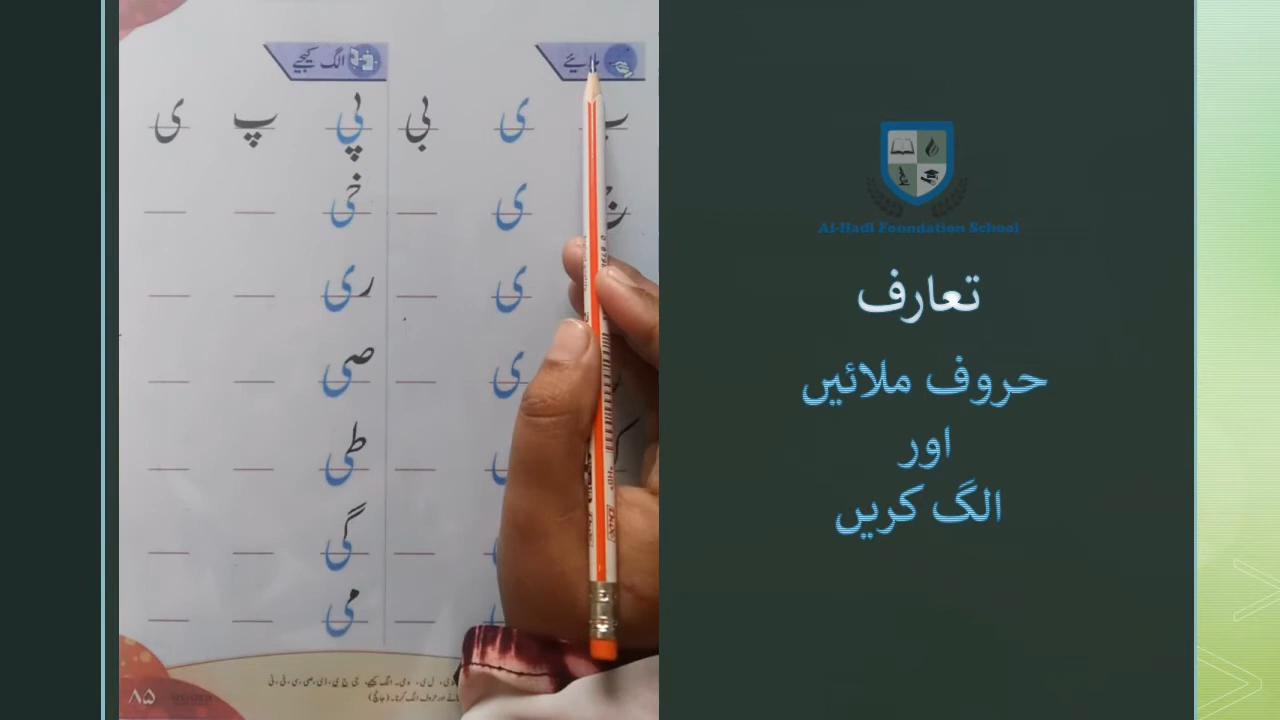 ملائیے
الگ کیجیے
ب ی بی
پی پ ی
ی
خی
ی
ری
ی
صی
طی
گی
می
۸۵
Al-Hadi Foundation School
تعارف
حروف ملائیں
اور
الگ کریں